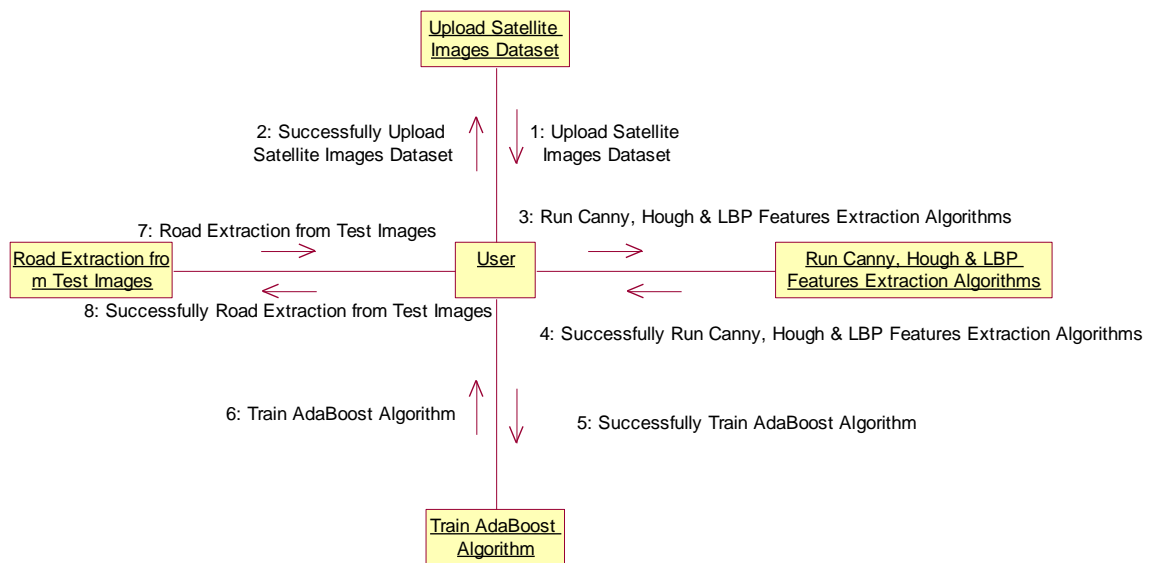 Upload Satellite
Images Dataset
2: Successfully Upload
Satellite Images Dataset
1: Upload Satellite
Images Dataset
7: Road Extraction from Test Images
3: Run Canny, Hough & LBP Features Extraction Algorithms
Road Extraction fro
m Test Images
User
Run Canny, Hough & LBP
Features Extraction Algorithms
8: Successfully Road Extraction from Test Images
4: Successfully Run Canny, Hough & LBP Features Extraction Algorithms
6: Train AdaBoost Algorithm
5: Successfully Train AdaBoost Algorithm
Train AdaBoost
Algorithm